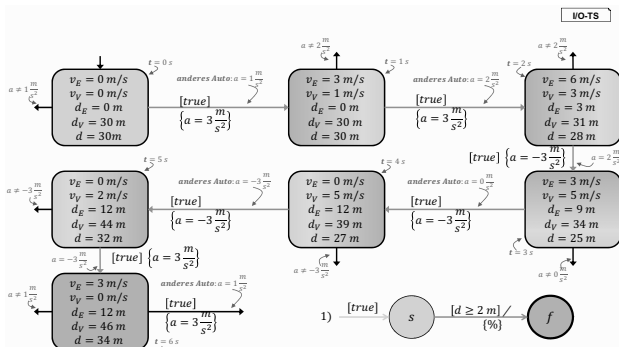 I/O-TS
a ≠ 2 m/s²
a ≠ 2 m/s²
t = 0 s
t = 1 s
t = 2 s
a ≠ 1 m/s²
v_E = 0 m/s
v_V = 0 m/s
d_E = 0 m
d_V = 30 m
d = 30m
anderes Auto: a = 1 m/s²
[true]
{a = 3 m/s²}
v_E = 3 m/s
v_V = 1 m/s
d_E = 0 m
d_V = 30 m
d = 30 m
anderes Auto: a = 2 m/s²
[true]
{a = 3 m/s²}
v_E = 6 m/s
v_V = 3 m/s
d_E = 3 m
d_V = 31 m
d = 28 m
[true] {a = −3 m/s²}
a = 2 m/s²
t = 5 s
t = 4 s
a ≠ −3 m/s²
v_E = 0 m/s
v_V = 2 m/s
d_E = 12 m
d_V = 44 m
d = 32 m
anderes Auto: a = −3 m/s²
[true]
{a = −3 m/s²}
v_E = 0 m/s
v_V = 5 m/s
d_E = 12 m
d_V = 39 m
d = 27 m
anderes Auto: a = 0 m/s²
[true]
{a = −3 m/s²}
v_E = 3 m/s
v_V = 5 m/s
d_E = 9 m
d_V = 34 m
d = 25 m
t = 3 s
a = −3 m/s²
[true] {a = 3 m/s²}
a ≠ −3 m/s²
a ≠ 0 m/s²
a ≠ 1 m/s²
v_E = 3 m/s
v_V = 0 m/s
d_E = 12 m
d_V = 46 m
d = 34 m
t = 6 s
anderes Auto: a = 1 m/s²
[true]
{a = 3 m/s²}
1)
[true]
s
[d ≥ 2 m] /
{%}
f